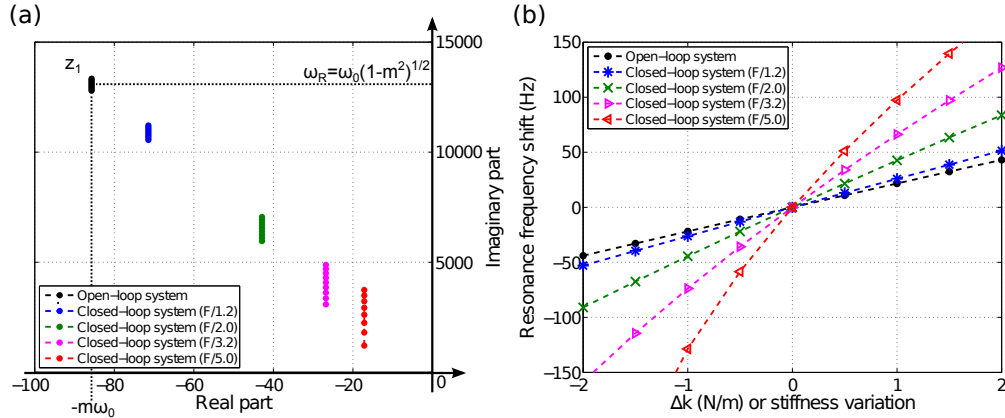 (a)
15000
10000
5000
0
Imaginary part
z₁
ω_R=ω₀(1-m²)^1/2
Open−loop system
Closed−loop system (F/1.2)
Closed−loop system (F/2.0)
Closed−loop system (F/3.2)
Closed−loop system (F/5.0)
−100 −80 −60 −40 −20
-mω₀
Real part
(b)
150
100
50
0
−50
−100
−150
Resonance frequency shift (Hz)
Open−loop system
Closed−loop system (F/1.2)
Closed−loop system (F/2.0)
Closed−loop system (F/3.2)
Closed−loop system (F/5.0)
−2 −1 0 1 2
Δk (N/m) or stiffness variation